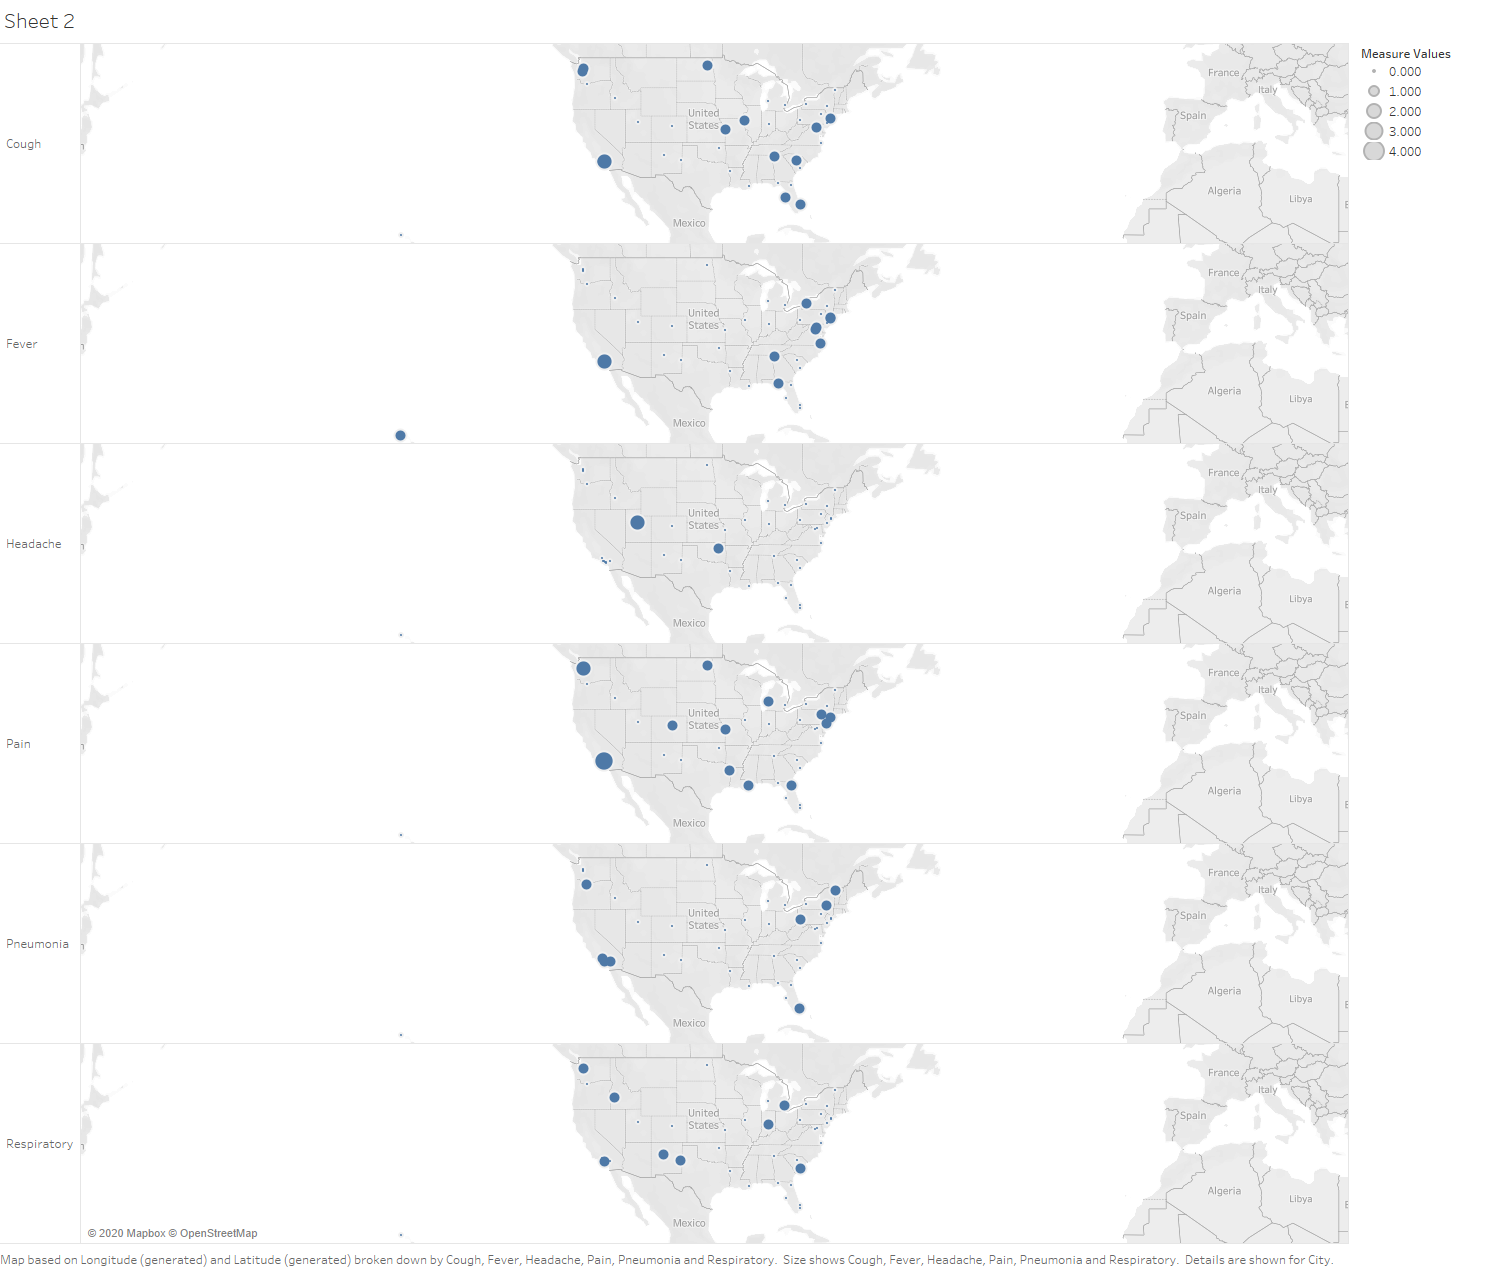 Sheet 2
Measure Values
0.000
1.000
2.000
3.000
4.000
Cough
United
States
Mexico
France
Italy
Spain
Algeria
Libya
Fever
United
States
Mexico
France
Italy
Spain
Algeria
Libya
Headache
United
States
Mexico
France
Italy
Spain
Algeria
Libya
Pain
United
States
Mexico
France
Italy
Spain
Algeria
Libya
Pneumonia
United
States
Mexico
France
Italy
Spain
Algeria
Libya
Respiratory
United
States
Mexico
France
Italy
Spain
Algeria
Libya
© 2020 Mapbox © OpenStreetMap
Map based on Longitude (generated) and Latitude (generated) broken down by Cough, Fever, Headache, Pain, Pneumonia and Respiratory.  Size shows Cough, Fever, Headache, Pain, Pneumonia and Respiratory.  Details are shown for City.